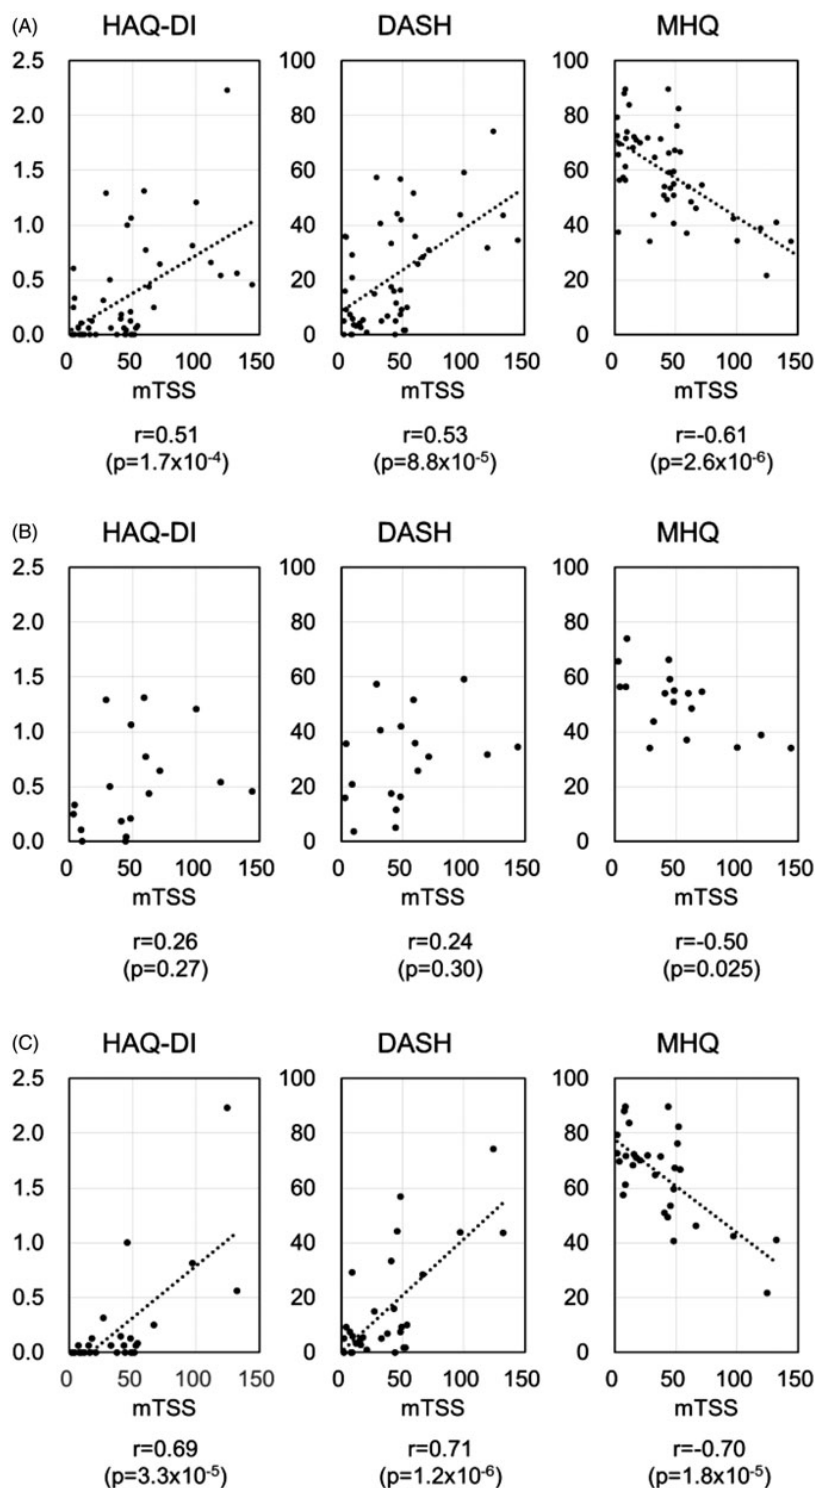 (A)
HAQ-DI DASH MHQ
2.5 100 100
2.0 80 80
1.5 60 60
1.0 40 40
0.5 20 20
0.0 0 0
0 50 100 150 0 50 100 150 0 50 100 150
mTSS mTSS mTSS
r=0.51 r=0.53 r=-0.61
(p=1.7x10-4) (p=8.8x10-5) (p=2.6x10-6)
(B)
HAQ-DI DASH MHQ
2.5 100 100
2.0 80 80
1.5 60 60
1.0 40 40
0.5 20 20
0.0 0 0
0 50 100 150 0 50 100 150 0 50 100 150
mTSS mTSS mTSS
r=0.26 r=0.24 r=-0.50
(p=0.27) (p=0.30) (p=0.025)
(C)
HAQ-DI DASH MHQ
2.5 100 100
2.0 80 80
1.5 60 60
1.0 40 40
0.5 20 20
0.0 0 0
0 50 100 150 0 50 100 150 0 50 100 150
mTSS mTSS mTSS
r=0.69 r=0.71 r=-0.70
(p=3.3x10-5) (p=1.2x10-6) (p=1.8x10-5)